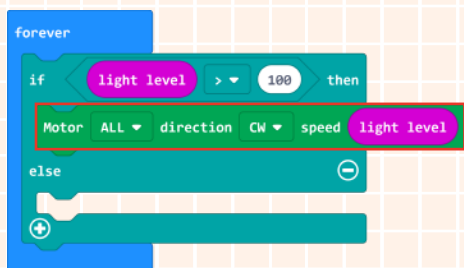 forever
if light level > 100 then
Motor ALL direction CW speed light level
else